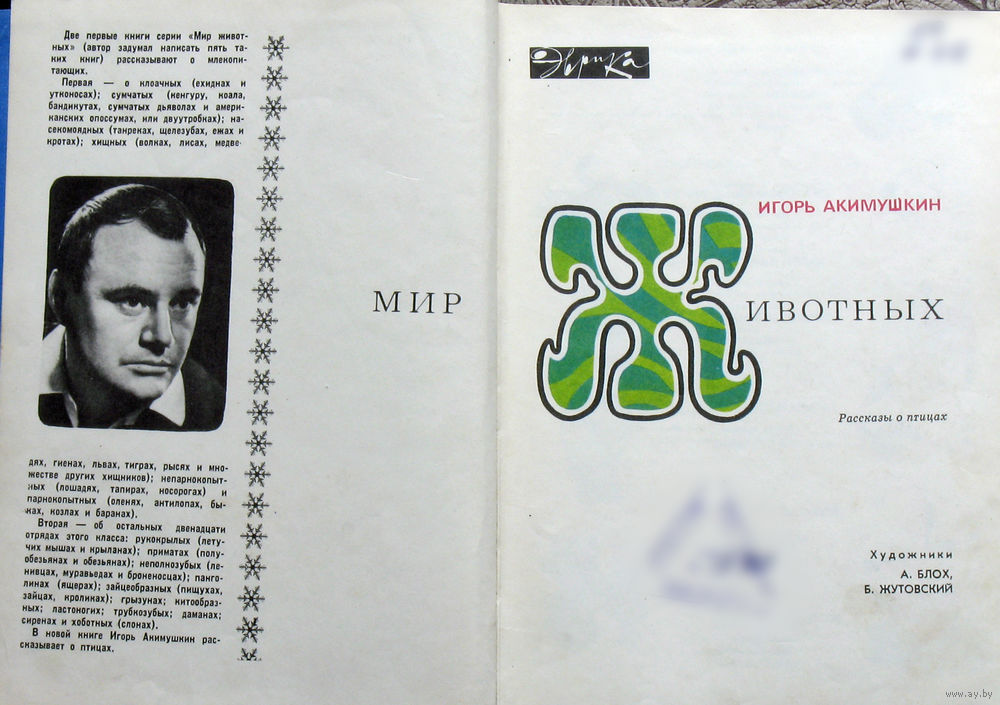 Две первые книги серии «Мир живот-
ных» (автор задумал написать пять та-
ких книг) рассказывают о млекопи-
тающих.
Первая — о клоачных (ехиднах и
утконосах); сумчатых (кенгуру, коала,
бандикутах, сумчатых дьяволах и амери-
канских опоссумах, или двуутробках); на-
секомоядных (танреках, щелезубах, ежах и
кротах); хищных (волках, лисах, медве-
дях, гиенах, львах, тиграх, рысях и мно-
жестве других хищников); непарнокопыт-
ных (лошадях, тапирах, носорогах) и
парнокопытных (оленях, антилопах, бы-
ках, козлах и баранах).
Вторая — об остальных двенадцати
отрядах этого класса: рукокрылых (лету-
чих мышах и крыланах); приматах (полу-
обезьянах и обезьянах); неполнозубых (ле-
нивцах, муравьедах и броненосцах); панго-
линах (ящерах); зайцеобразных (пищухах,
зайцах, кроликах); грызунах; китообраз-
ных; ластоногих; трубкозубых; даманах;
сиренах и хоботных (слонах).
В новой книге Игорь Акимушкин рас-
сказывает о птицах.
Эврика
ИГОРЬ АКИМУШКИН
МИР ЖИВОТНЫХ
Рассказы о птицах
Художники
А. БЛОХ,
Б. ЖУТОВСКИЙ
www.ay.by